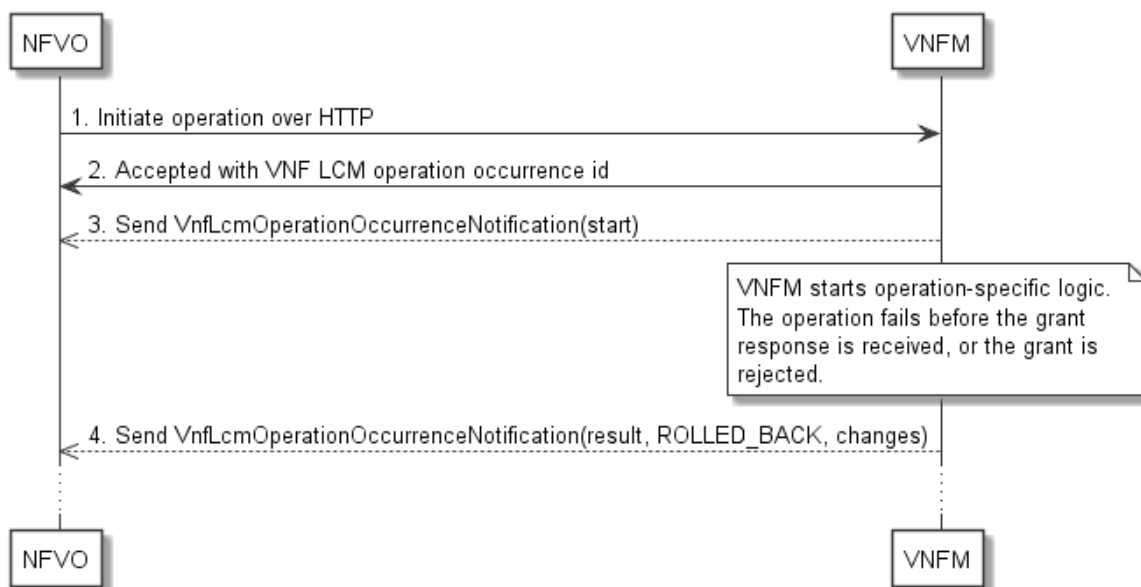 NFVO
VNFM
1. Initiate operation over HTTP
2. Accepted with VNF LCM operation occurrence id
3. Send VnfLcmOperationOccurrenceNotification(start)
VNFM starts operation-specific logic.
The operation fails before the grant
response is received, or the grant is
rejected.
4. Send VnfLcmOperationOccurrenceNotification(result, ROLLED_BACK, changes)
NFVO
VNFM